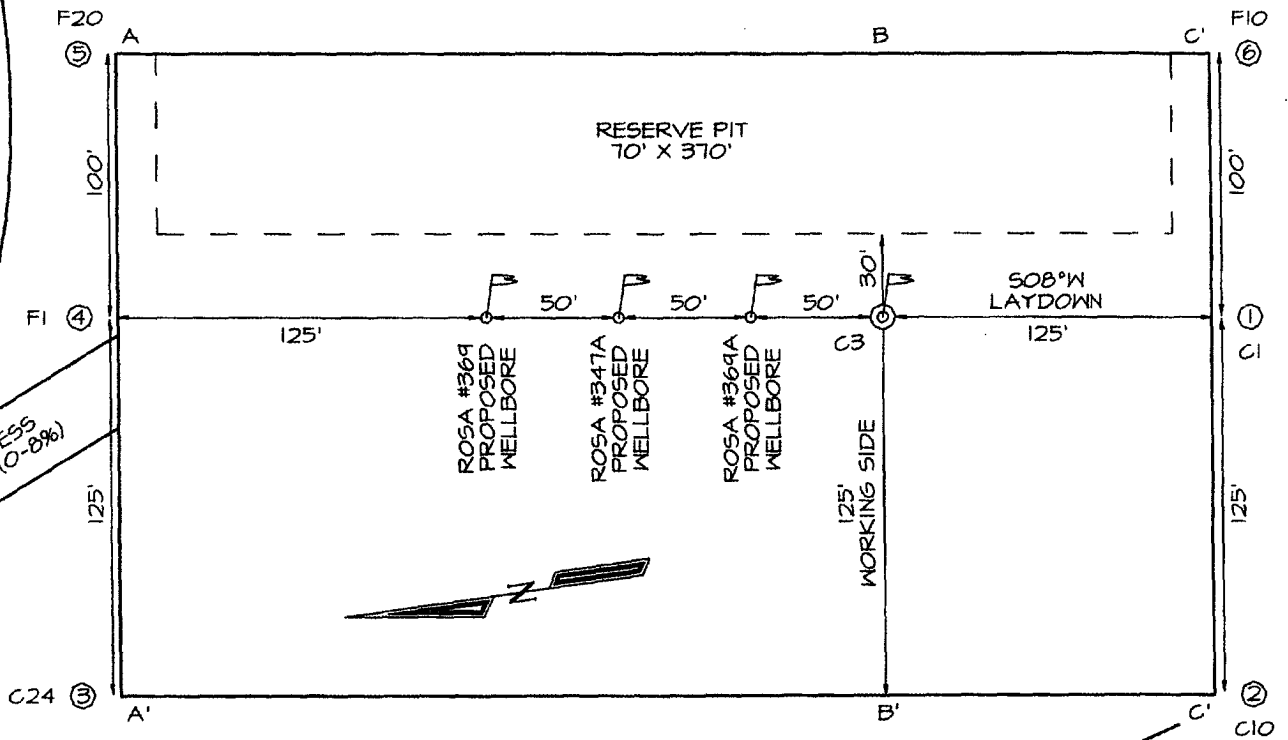 F20
F10
⑤
A
B
C'
⑥
RESERVE PIT
70' X 370'
100'
100'
30'
S08°W
LAYDOWN
F1
④
50'
50'
50'
①
125'
125'
C3
C1
ROSA #369
PROPOSED
WELLBORE
ROSA #347A
PROPOSED
WELLBORE
ROSA #369A
PROPOSED
WELLBORE
ESS
(0-8%)
125'
125'
WORKING SIDE
125'
N
C24
③
A'
B'
C'
②
C10